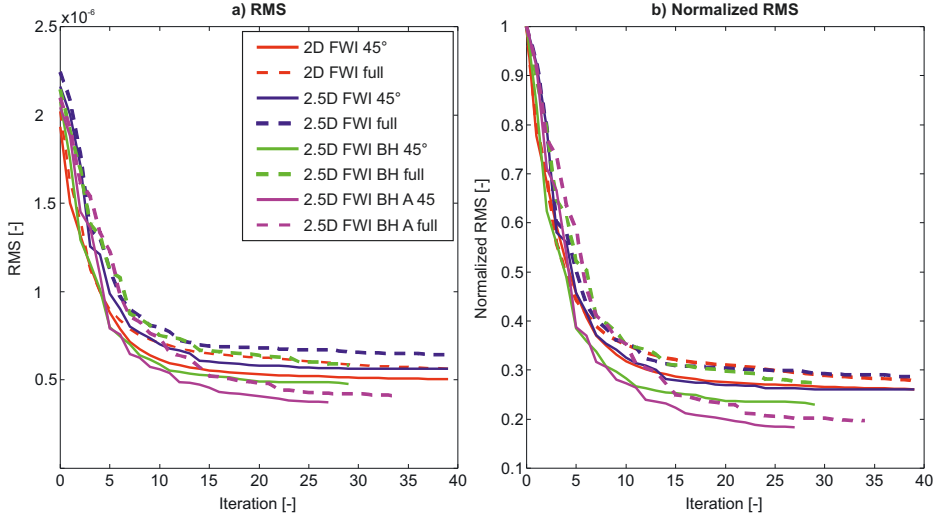 a) RMS
×10⁻⁶
2.5
2
1.5
1
0.5
RMS [-]
0 5 10 15 20 25 30 35 40
Iteration [-]
2D FWI 45°
2D FWI full
2.5D FWI 45°
2.5D FWI full
2.5D FWI BH 45°
2.5D FWI BH full
2.5D FWI BH A 45
2.5D FWI BH A full
b) Normalized RMS
1
0.9
0.8
0.7
0.6
0.5
0.4
0.3
0.2
0.1
Normalized RMS [-]
0 5 10 15 20 25 30 35 40
Iteration [-]